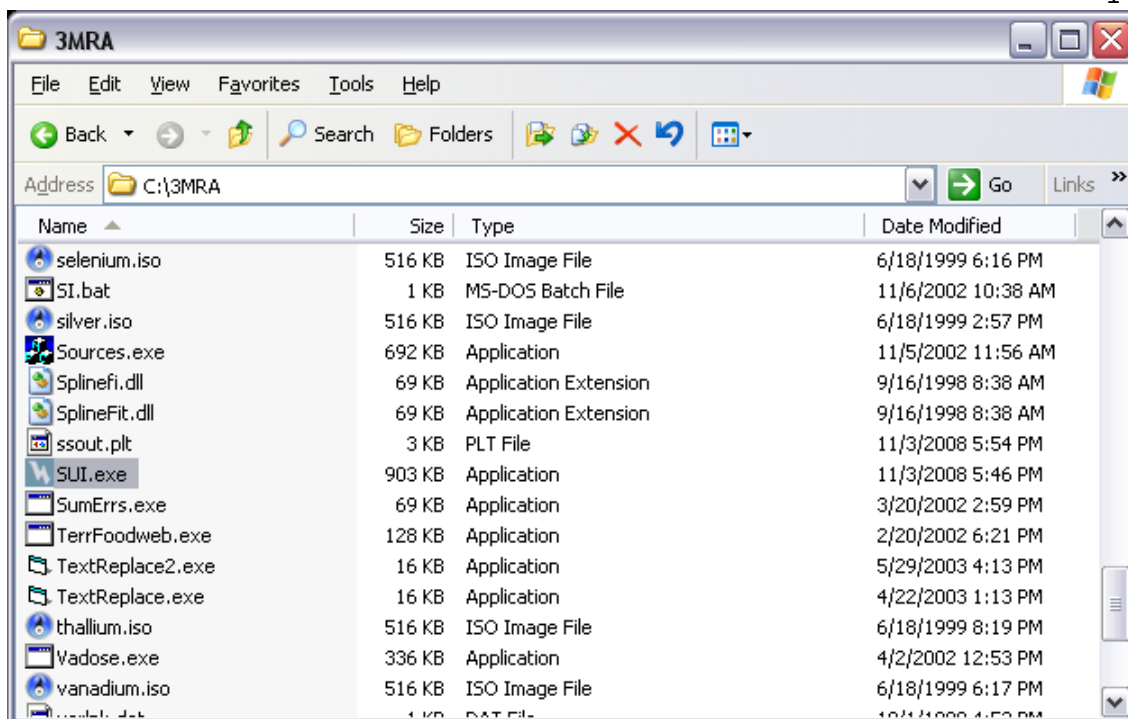 3MRA
File Edit View Favorites Tools Help
Back Search Folders
Address C:\3MRA Go Links »
Name Size Type Date Modified
selenium.iso 516 KB ISO Image File 6/18/1999 6:16 PM
SI.bat 1 KB MS-DOS Batch File 11/6/2002 10:38 AM
silver.iso 516 KB ISO Image File 6/18/1999 2:57 PM
Sources.exe 692 KB Application 11/5/2002 11:56 AM
Splinefi.dll 69 KB Application Extension 9/16/1998 8:38 AM
SplineFit.dll 69 KB Application Extension 9/16/1998 8:38 AM
ssout.plt 3 KB PLT File 11/3/2008 5:54 PM
SUI.exe 903 KB Application 11/3/2008 5:46 PM
SumErrs.exe 69 KB Application 3/20/2002 2:59 PM
TerrFoodweb.exe 128 KB Application 2/20/2002 6:21 PM
TextReplace2.exe 16 KB Application 5/29/2003 4:13 PM
TextReplace.exe 16 KB Application 4/22/2003 1:13 PM
thallium.iso 516 KB ISO Image File 6/18/1999 8:19 PM
Vadose.exe 336 KB Application 4/2/2002 12:53 PM
vanadium.iso 516 KB ISO Image File 6/18/1999 6:17 PM
1 KB DAT File